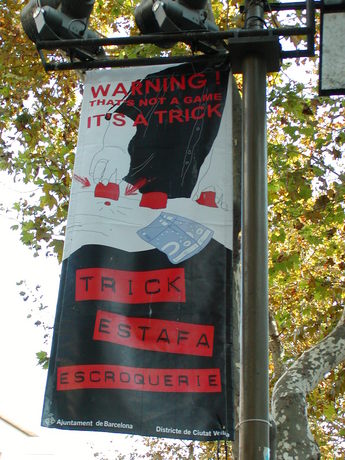 WARNING!
THAT'S NOT A GAME
IT'S A TRICK
TRICK
ESTAFA
ESCROQUERIE
Ajuntament de Barcelona
Districte de Ciutat Vella